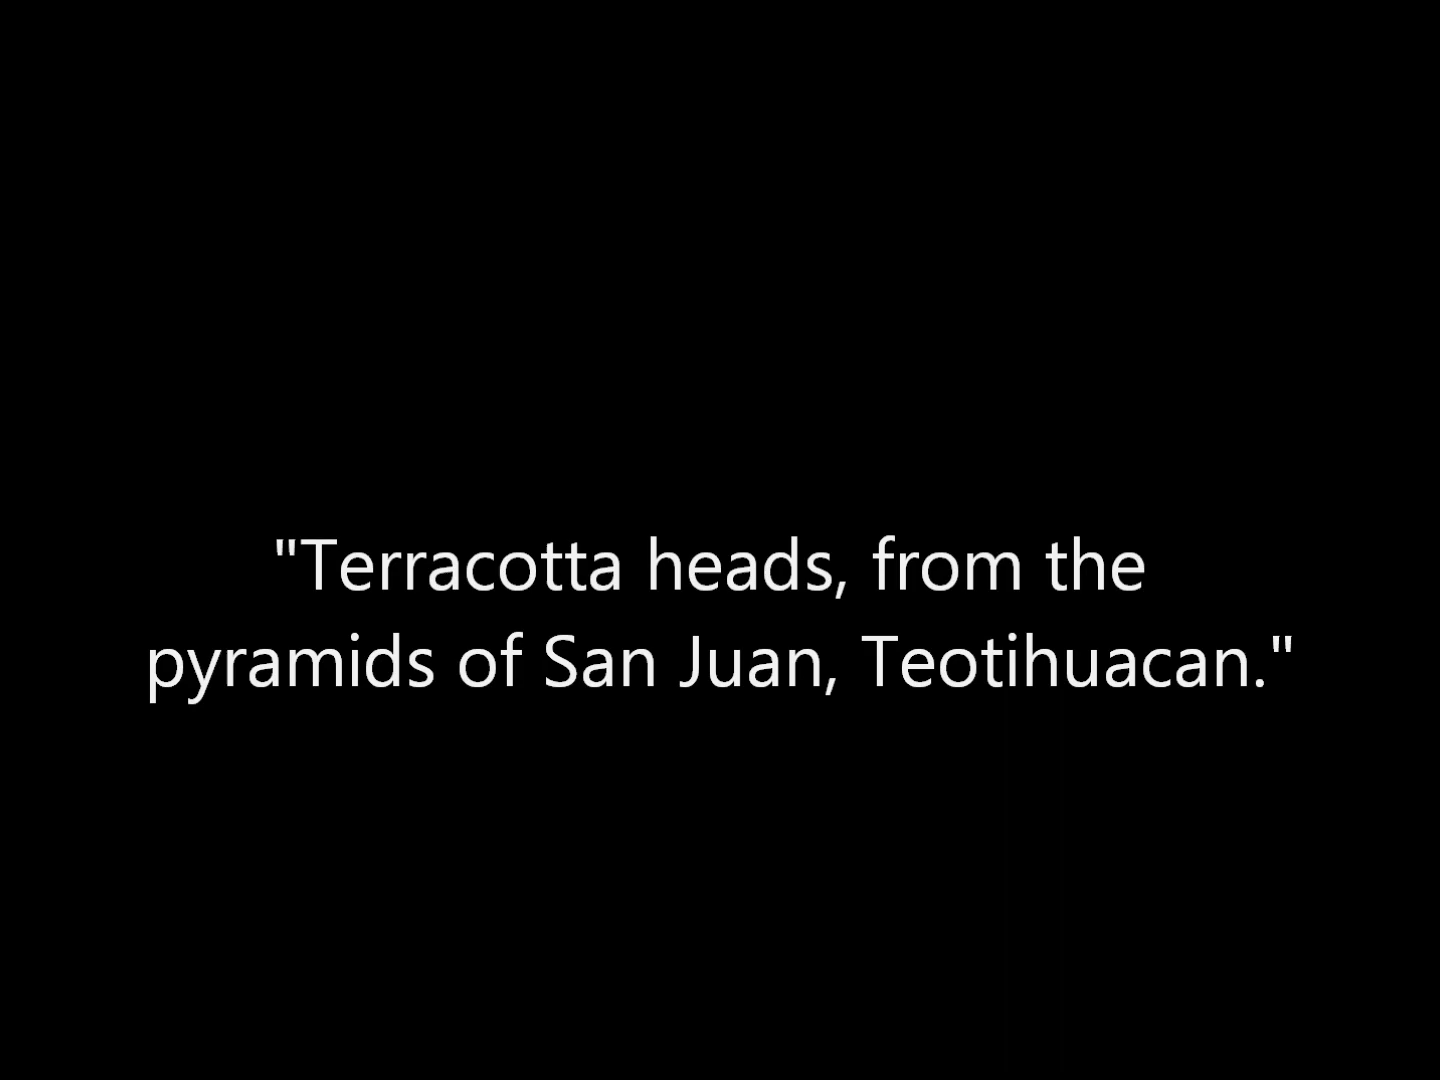 "Terracotta heads, from the
pyramids of San Juan, Teotihuacan."